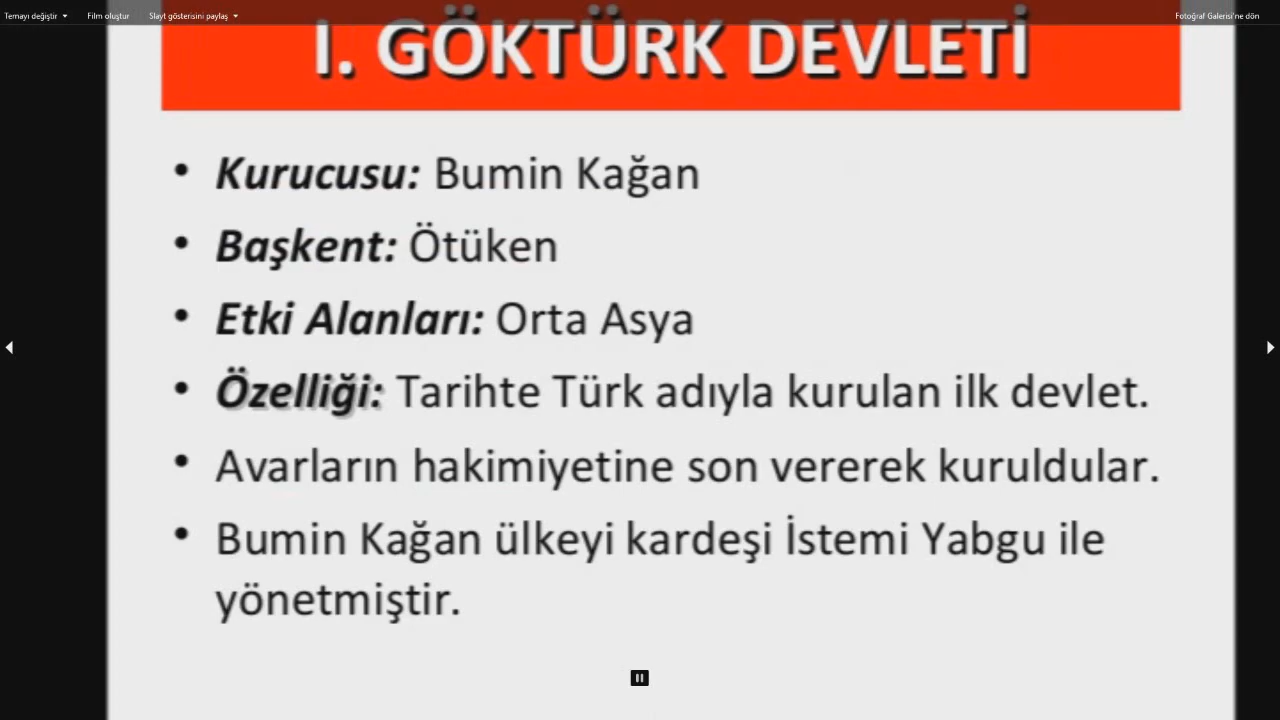 Temayı değiştir Film oluştur Slayt gösterisini paylaş Fotoğraf Galerisi'ne dön
I. GÖKTÜRK DEVLETİ
• Kurucusu: Bumin Kağan
• Başkent: Ötüken
• Etki Alanları: Orta Asya
• Özelliği: Tarihte Türk adıyla kurulan ilk devlet.
• Avarların hakimiyetine son vererek kuruldular.
• Bumin Kağan ülkeyi kardeşi İstemi Yabgu ile
yönetmiştir.